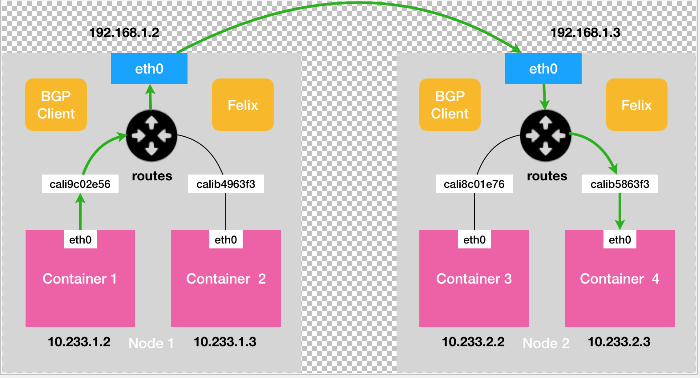 192.168.1.2
192.168.1.3
eth0
eth0
BGP
Client
Felix
BGP
Client
Felix
routes
routes
cali9c02e56
calib4963f3
cali8c01e76
calib5863f3
eth0
eth0
eth0
eth0
Container 1
Container 2
Container 3
Container 4
10.233.1.2
Node 1
10.233.1.3
10.233.2.2
Node 2
10.233.2.3